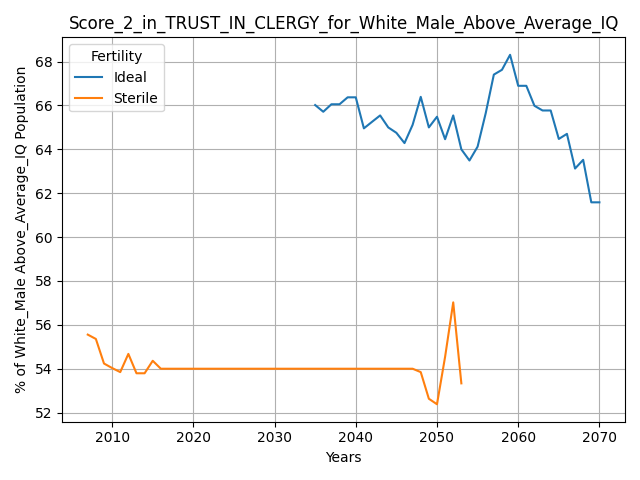 Score_2_in_TRUST_IN_CLERGY_for_White_Male_Above_Average_IQ
Fertility
Ideal
Sterile
% of White_Male Above_Average_IQ Population
68
66
64
62
60
58
56
54
52
2010
2020
2030
2040
2050
2060
2070
Years